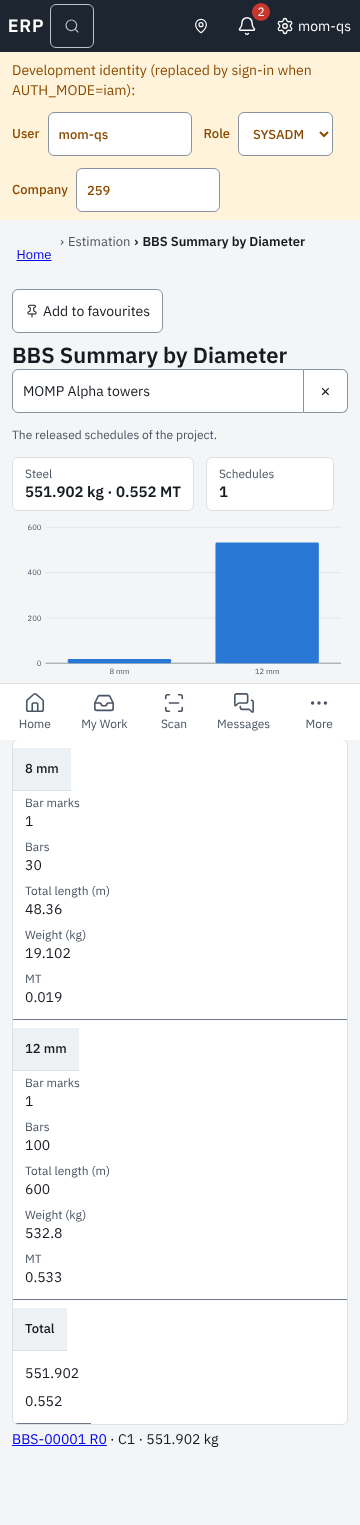 ERP
2
mom-qs
Development identity (replaced by sign-in when
AUTH_MODE=iam):
User mom-qs Role SYSADM
Company 259
Home › Estimation › BBS Summary by Diameter
Add to favourites
BBS Summary by Diameter
MOMP Alpha towers ×
The released schedules of the project.
Steel
551.902 kg · 0.552 MT
Schedules
1
600
400
200
0
8 mm 12 mm
Home My Work Scan Messages More
8 mm
Bar marks
1
Bars
30
Total length (m)
48.36
Weight (kg)
19.102
MT
0.019
12 mm
Bar marks
1
Bars
100
Total length (m)
600
Weight (kg)
532.8
MT
0.533
Total
551.902
0.552
BBS-00001 R0 · C1 · 551.902 kg